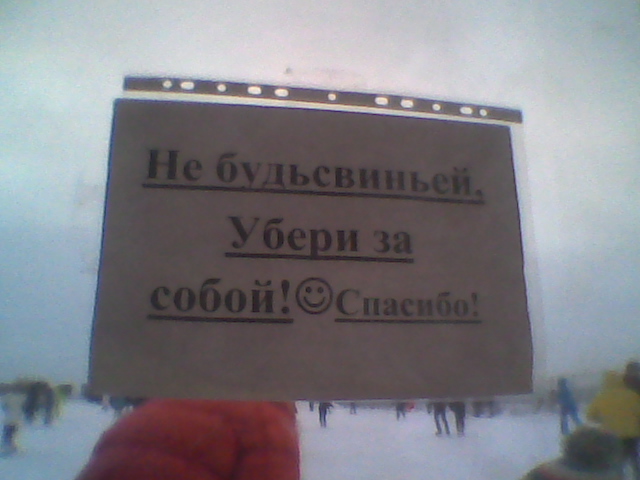 Не будьсвиньей,
Убери за
собой!☺Спасибо!